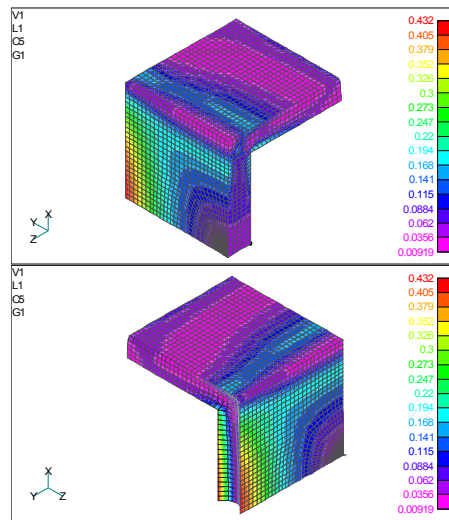 V1
L1
C5
G1
0.432
0.405
0.379
0.352
0.326
0.3
0.273
0.247
0.22
0.194
0.168
0.141
0.115
0.0884
0.062
0.0356
0.00919
X
Y
Z
V1
L1
C5
G1
0.432
0.405
0.379
0.352
0.326
0.3
0.273
0.247
0.22
0.194
0.168
0.141
0.115
0.0884
0.062
0.0356
0.00919
X
Y Z